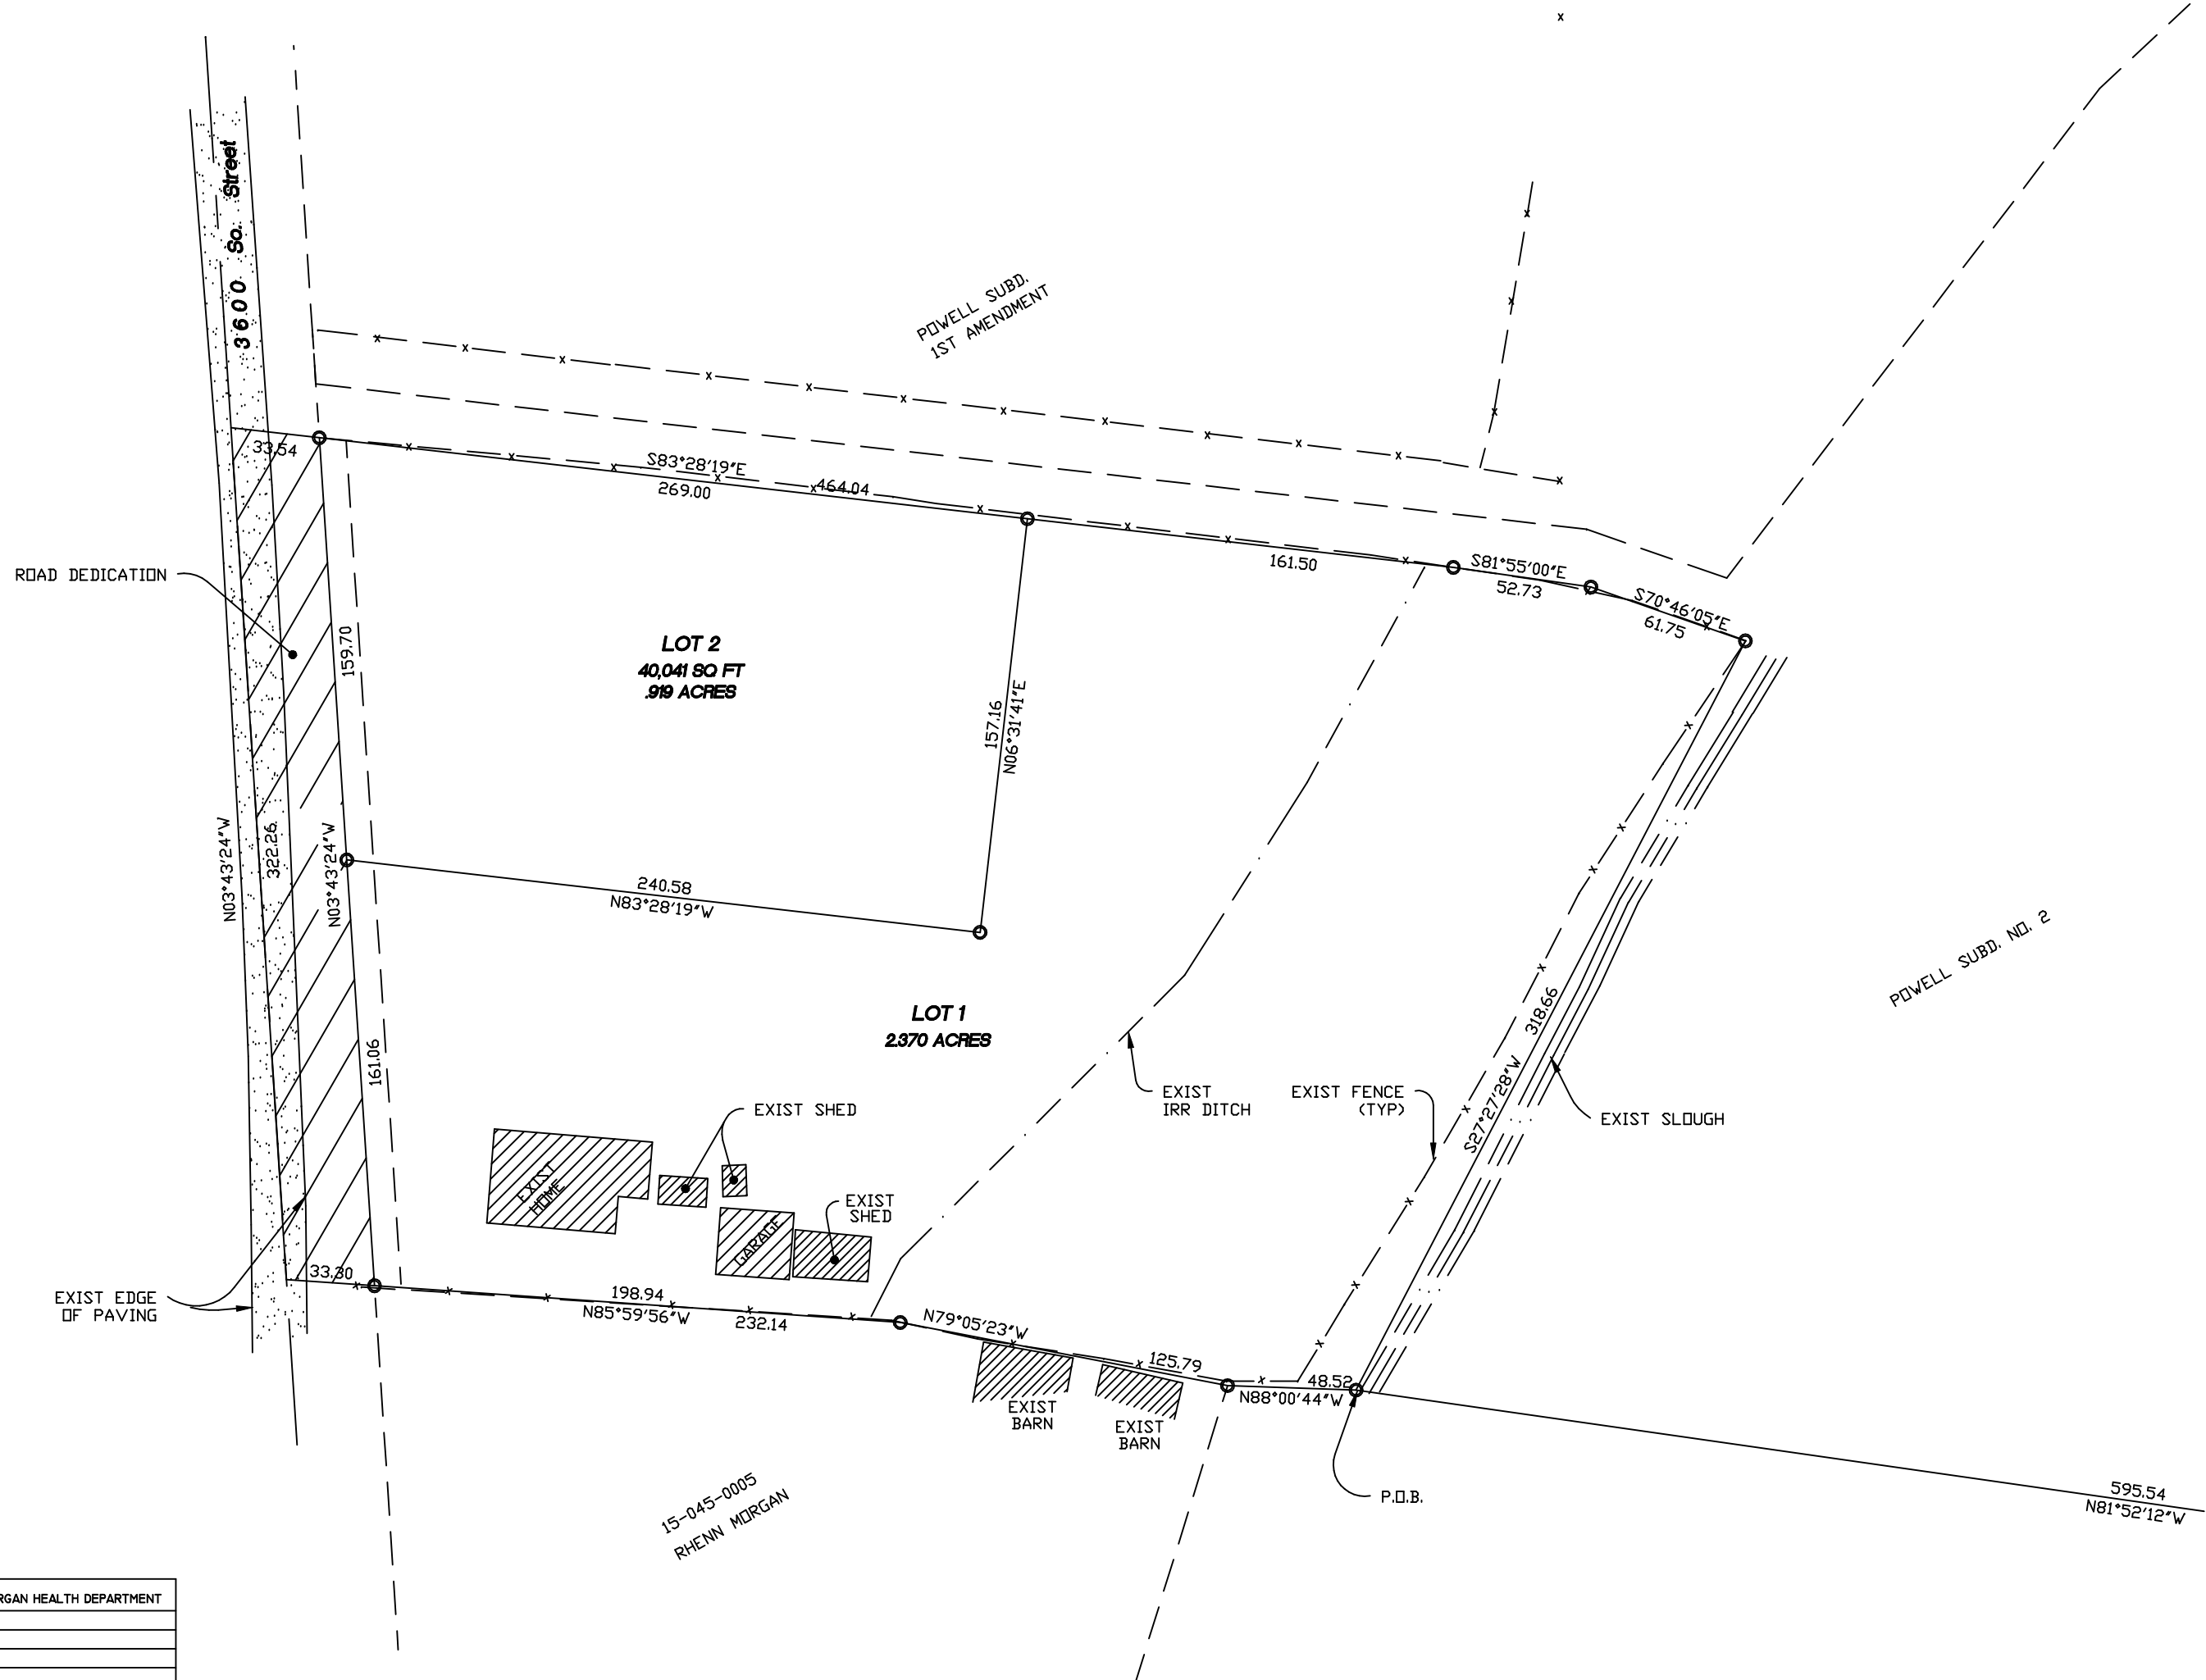 3600 So. Street
POWELL SUBD.
1ST AMENDMENT
33.54
S83°28'19"E
464.04
269.00
161.50
S81°55'00"E
52.73
S70°46'05"E
61.75
ROAD DEDICATION
159.70
LOT 2
40,041 SQ FT
.919 ACRES
157.16
N06°31'41"E
N03°43'24"W
322.26
N03°43'24"W
240.58
N83°28'19"W
POWELL SUBD. NO. 2
LOT 1
2.370 ACRES
318.66
S27°27'28"W
161.06
EXIST SHED
EXIST
IRR DITCH
EXIST FENCE
(TYP)
EXIST SLOUGH
EXIST
HOME
EXIST
SHED
GARAGE
33.30
EXIST EDGE
OF PAVING
198.94
N85°59'56"W
232.14
N79°05'23"W
125.79
48.52
N88°00'44"W
EXIST
BARN
EXIST
BARN
P.O.B.
595.54
N81°52'12"W
15-045-0005
RHENN MORGAN
RGAN HEALTH DEPARTMENT